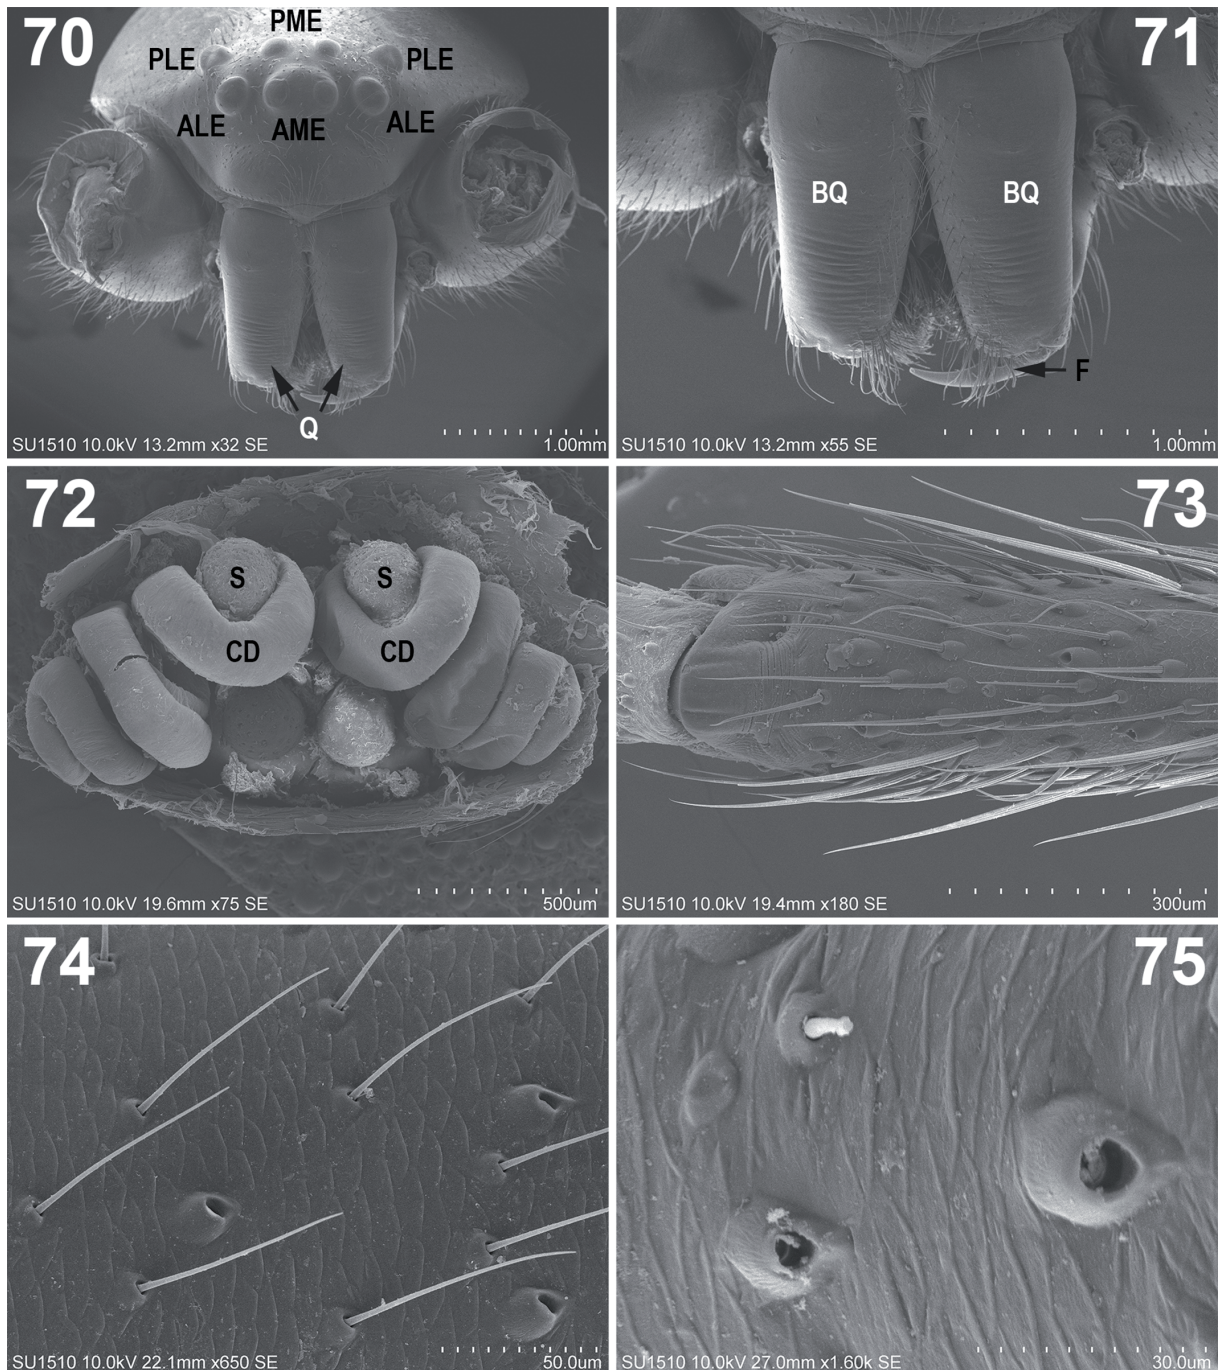 70
PME
PLE PLE
ALE AME ALE
Q
SU1510 10.0kV 13.2mm x32 SE 1.00mm
71
BQ BQ
F
SU1510 10.0kV 13.2mm x55 SE 1.00mm
72
S S
CD CD
SU1510 10.0kV 19.6mm x75 SE 500um
73
SU1510 10.0kV 19.4mm x180 SE 300um
74
SU1510 10.0kV 22.1mm x650 SE 50.0um
75
SU1510 10.0kV 27.0mm x1.60k SE 30.0um